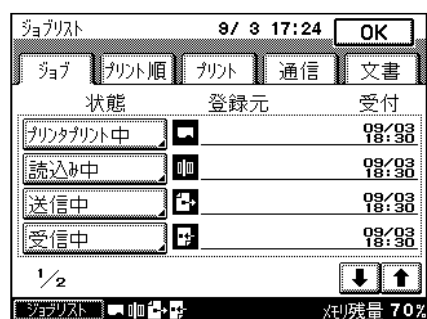 ジョブリスト 9/ 3 17:24 OK
ジョブ プリント順 プリント 通信 文書
状態 登録元 受付
プリンタプリント中 09/03 18:30
読込み中 09/03 18:30
送信中 09/03 18:30
受信中 09/03 18:30
1/2
ジョブリスト メモリ残量 70%